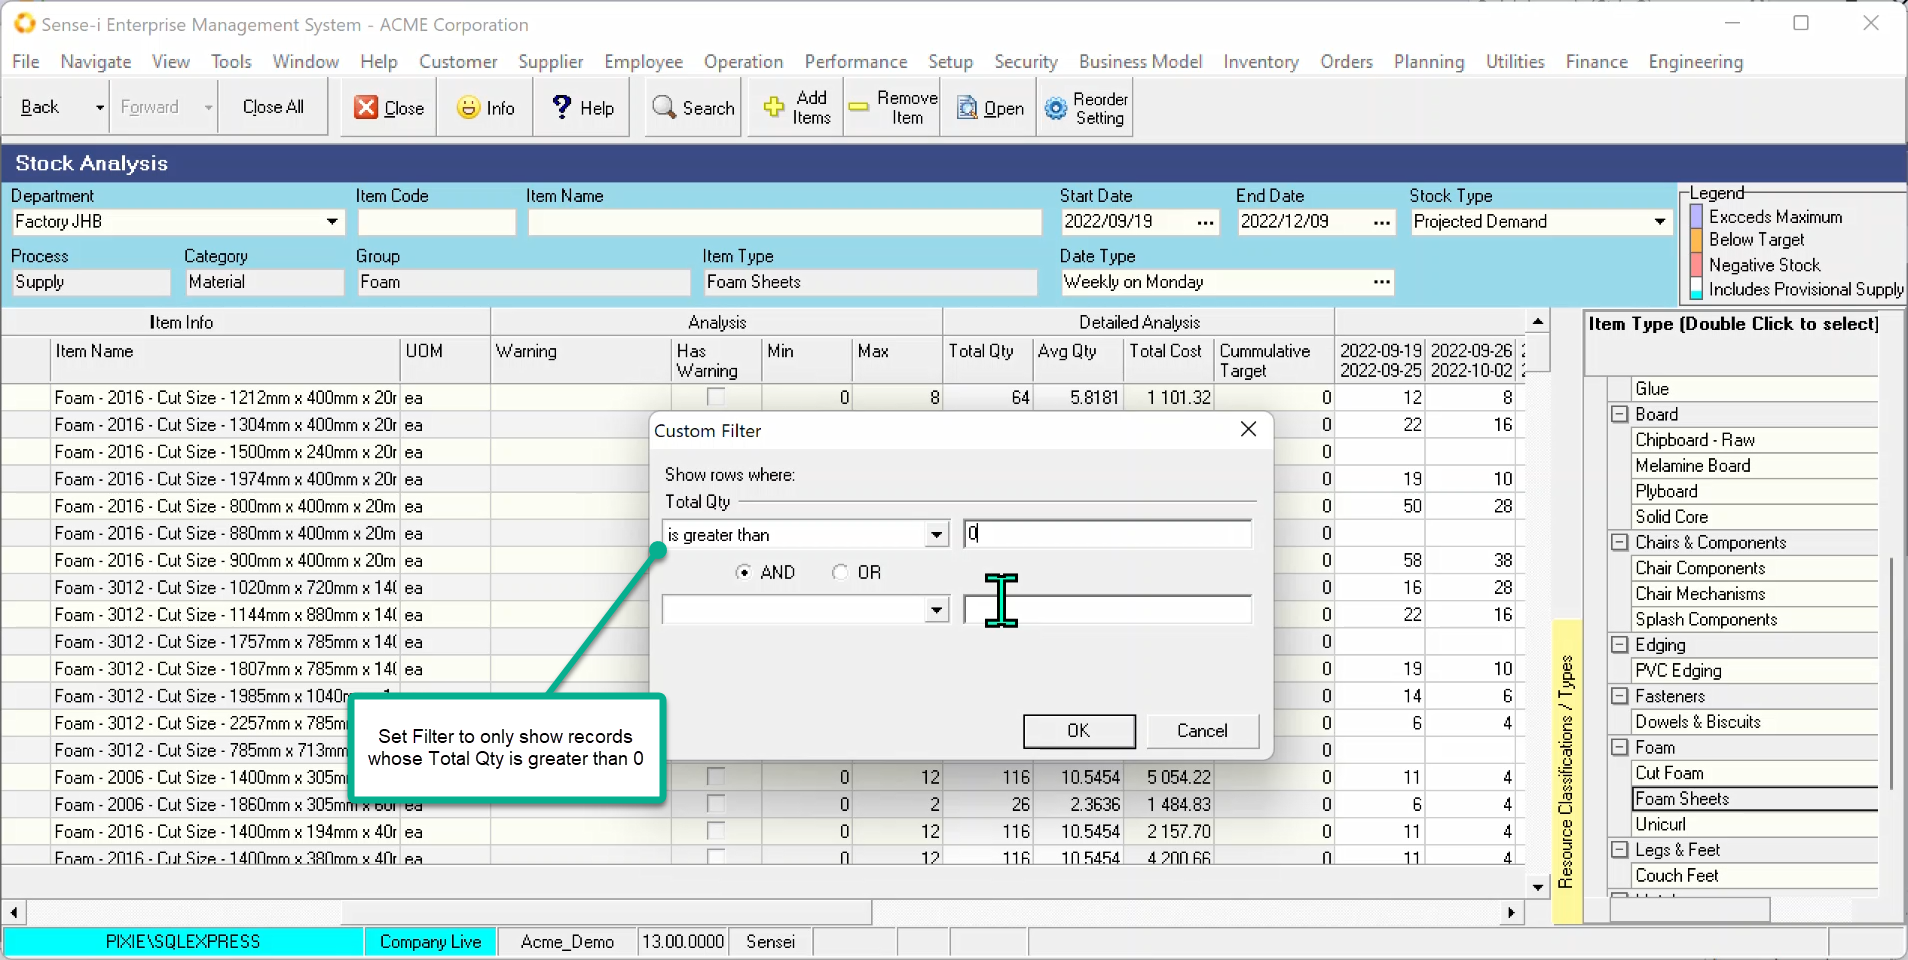 Sense-i Enterprise Management System - ACME Corporation
File Navigate View Tools Window Help Customer Supplier Employee Operation Performance Setup Security Business Model Inventory Orders Planning Utilities Finance Engineering
Back Forward Close All Close Info Help Search Add Items Remove Item Open Reorder Setting
Stock Analysis
Department Item Code Item Name Start Date End Date Stock Type
Factory JHB 2022/09/19 ... 2022/12/09 ... Projected Demand
Process Category Group Item Type Date Type
Supply Material Foam Foam Sheets Weekly on Monday ...
Legend
Excceds Maximum
Below Target
Negative Stock
Includes Provisional Supply
Item Info Analysis Detailed Analysis
Item Name UOM Warning Has Warning Min Max Total Qty Avg Qty Total Cost Cummulative Target 2022-09-19 2022-09-25 2022-09-26 2022-10-02
Foam - 2016 - Cut Size - 1212mm x 400mm x 20r ea 0 8 64 5.8181 1 101.32 0 12 8
Foam - 2016 - Cut Size - 1304mm x 400mm x 20r ea 0 22 16
Foam - 2016 - Cut Size - 1500mm x 240mm x 20r ea 0
Foam - 2016 - Cut Size - 1974mm x 400mm x 20r ea 0 19 10
Foam - 2016 - Cut Size - 800mm x 400mm x 20m ea 0 50 28
Foam - 2016 - Cut Size - 880mm x 400mm x 20m ea 0
Foam - 2016 - Cut Size - 900mm x 400mm x 20m ea 0 58 38
Foam - 3012 - Cut Size - 1020mm x 720mm x 14( ea 0 16 28
Foam - 3012 - Cut Size - 1144mm x 880mm x 14( ea 0 22 16
Foam - 3012 - Cut Size - 1757mm x 785mm x 14( ea 0
Foam - 3012 - Cut Size - 1807mm x 785mm x 14( ea 0 19 10
Foam - 3012 - Cut Size - 1985mm x 1040m 0 14 6
Foam - 3012 - Cut Size - 2257mm x 785m 0 6 4
Foam - 3012 - Cut Size - 785mm x 713m 0
Foam - 2006 - Cut Size - 1400mm x 305m 0 12 116 10.5454 5 054.22 0 11 4
Foam - 2006 - Cut Size - 1860mm x 305mm x 60r ea 0 2 26 2.3636 1 484.83 0 6 4
Foam - 2016 - Cut Size - 1400mm x 194mm x 40r ea 0 12 116 10.5454 2 157.70 0 11 4
Foam - 2016 - Cut Size - 1400mm x 380mm x 40r ea 0 12 116 10.5454 4 200.66 0 11 4
Custom Filter
Show rows where:
Total Qty
is greater than 0
AND OR
OK Cancel
Set Filter to only show records
whose Total Qty is greater than 0
Resource Classifications / Types
Item Type (Double Click to select)
Glue
Board
Chipboard - Raw
Melamine Board
Plyboard
Solid Core
Chairs & Components
Chair Components
Chair Mechanisms
Splash Components
Edging
PVC Edging
Fasteners
Dowels & Biscuits
Foam
Cut Foam
Foam Sheets
Unicurl
Legs & Feet
Couch Feet
PIXIE\SQLEXPRESS Company Live Acme_Demo 13.00.0000 Sensei